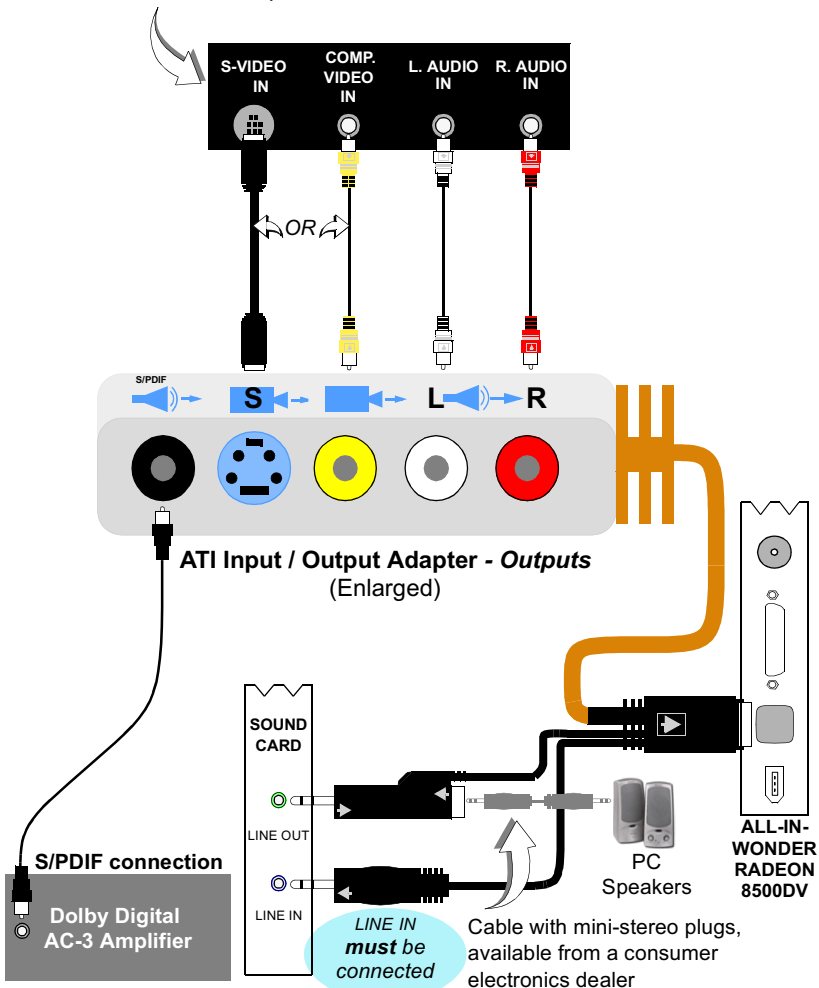 S-VIDEO
IN
COMP.
VIDEO
IN
L. AUDIO
IN
R. AUDIO
IN
OR
S/PDIF
S
L
R
ATI Input / Output Adapter - Outputs
(Enlarged)
SOUND
CARD
LINE OUT
LINE IN
PC
Speakers
ALL-IN-
WONDER
RADEON
8500DV
S/PDIF connection
Dolby Digital
AC-3 Amplifier
LINE IN
must be
connected
Cable with mini-stereo plugs,
available from a consumer
electronics dealer